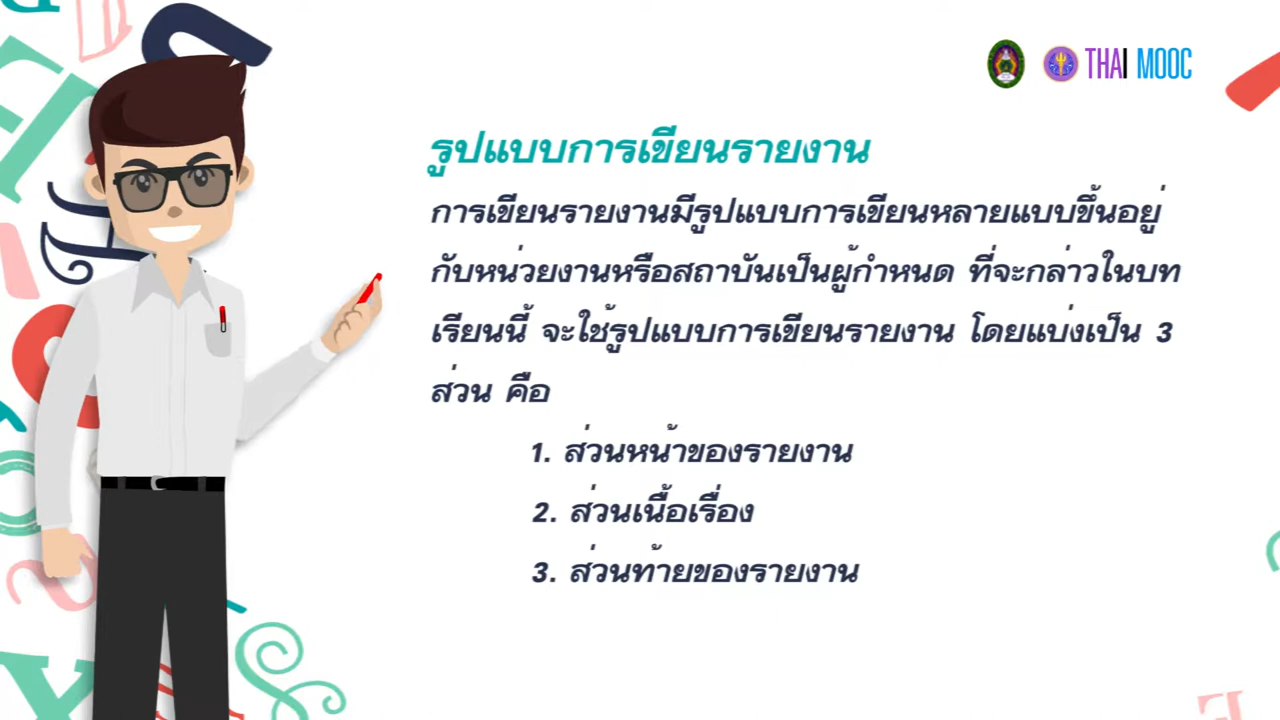 THAI MOOC
รูปแบบการเขียนรายงาน
การเขียนรายงานมีรูปแบบการเขียนหลายแบบขึ้นอยู่
กับหน่วยงานหรือสถาบันเป็นผู้กำหนด ที่จะกล่าวในบท
เรียนนี้ จะใช้รูปแบบการเขียนรายงาน โดยแบ่งเป็น 3
ส่วน คือ
1. ส่วนหน้าของรายงาน
2. ส่วนเนื้อเรื่อง
3. ส่วนท้ายของรายงาน